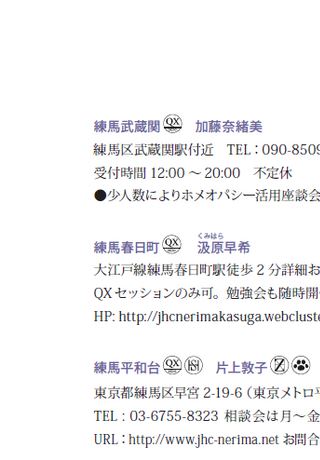 練馬武蔵関 QX 加藤奈緒美
練馬区武蔵関駅付近 TEL：090-8509
受付時間 12:00 ～ 20:00 不定休
●少人数によりホメオパシー活用座談会
練馬春日町 QX 汲原早希
くみはら
大江戸線練馬春日町駅徒歩 2 分詳細お
QX セッションのみ可。勉強会も随時開
HP: http://jhcnerimakasuga.webcluste
練馬平和台 QX 片上敦子 Z
東京都練馬区早宮 2-19-6（東京メトロ平
TEL : 03-6755-8323 相談会は月～金
URL：http://www.jhc-nerima.net お問合